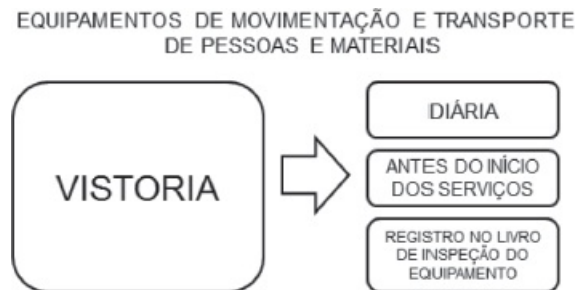 EQUIPAMENTOS DE MOVIMENTAÇÃO E TRANSPORTE
DE PESSOAS E MATERIAIS
VISTORIA
DIÁRIA
ANTES DO INÍCIO
DOS SERVIÇOS
REGISTRO NO LIVRO
DE INSPEÇÃO DO
EQUIPAMENTO